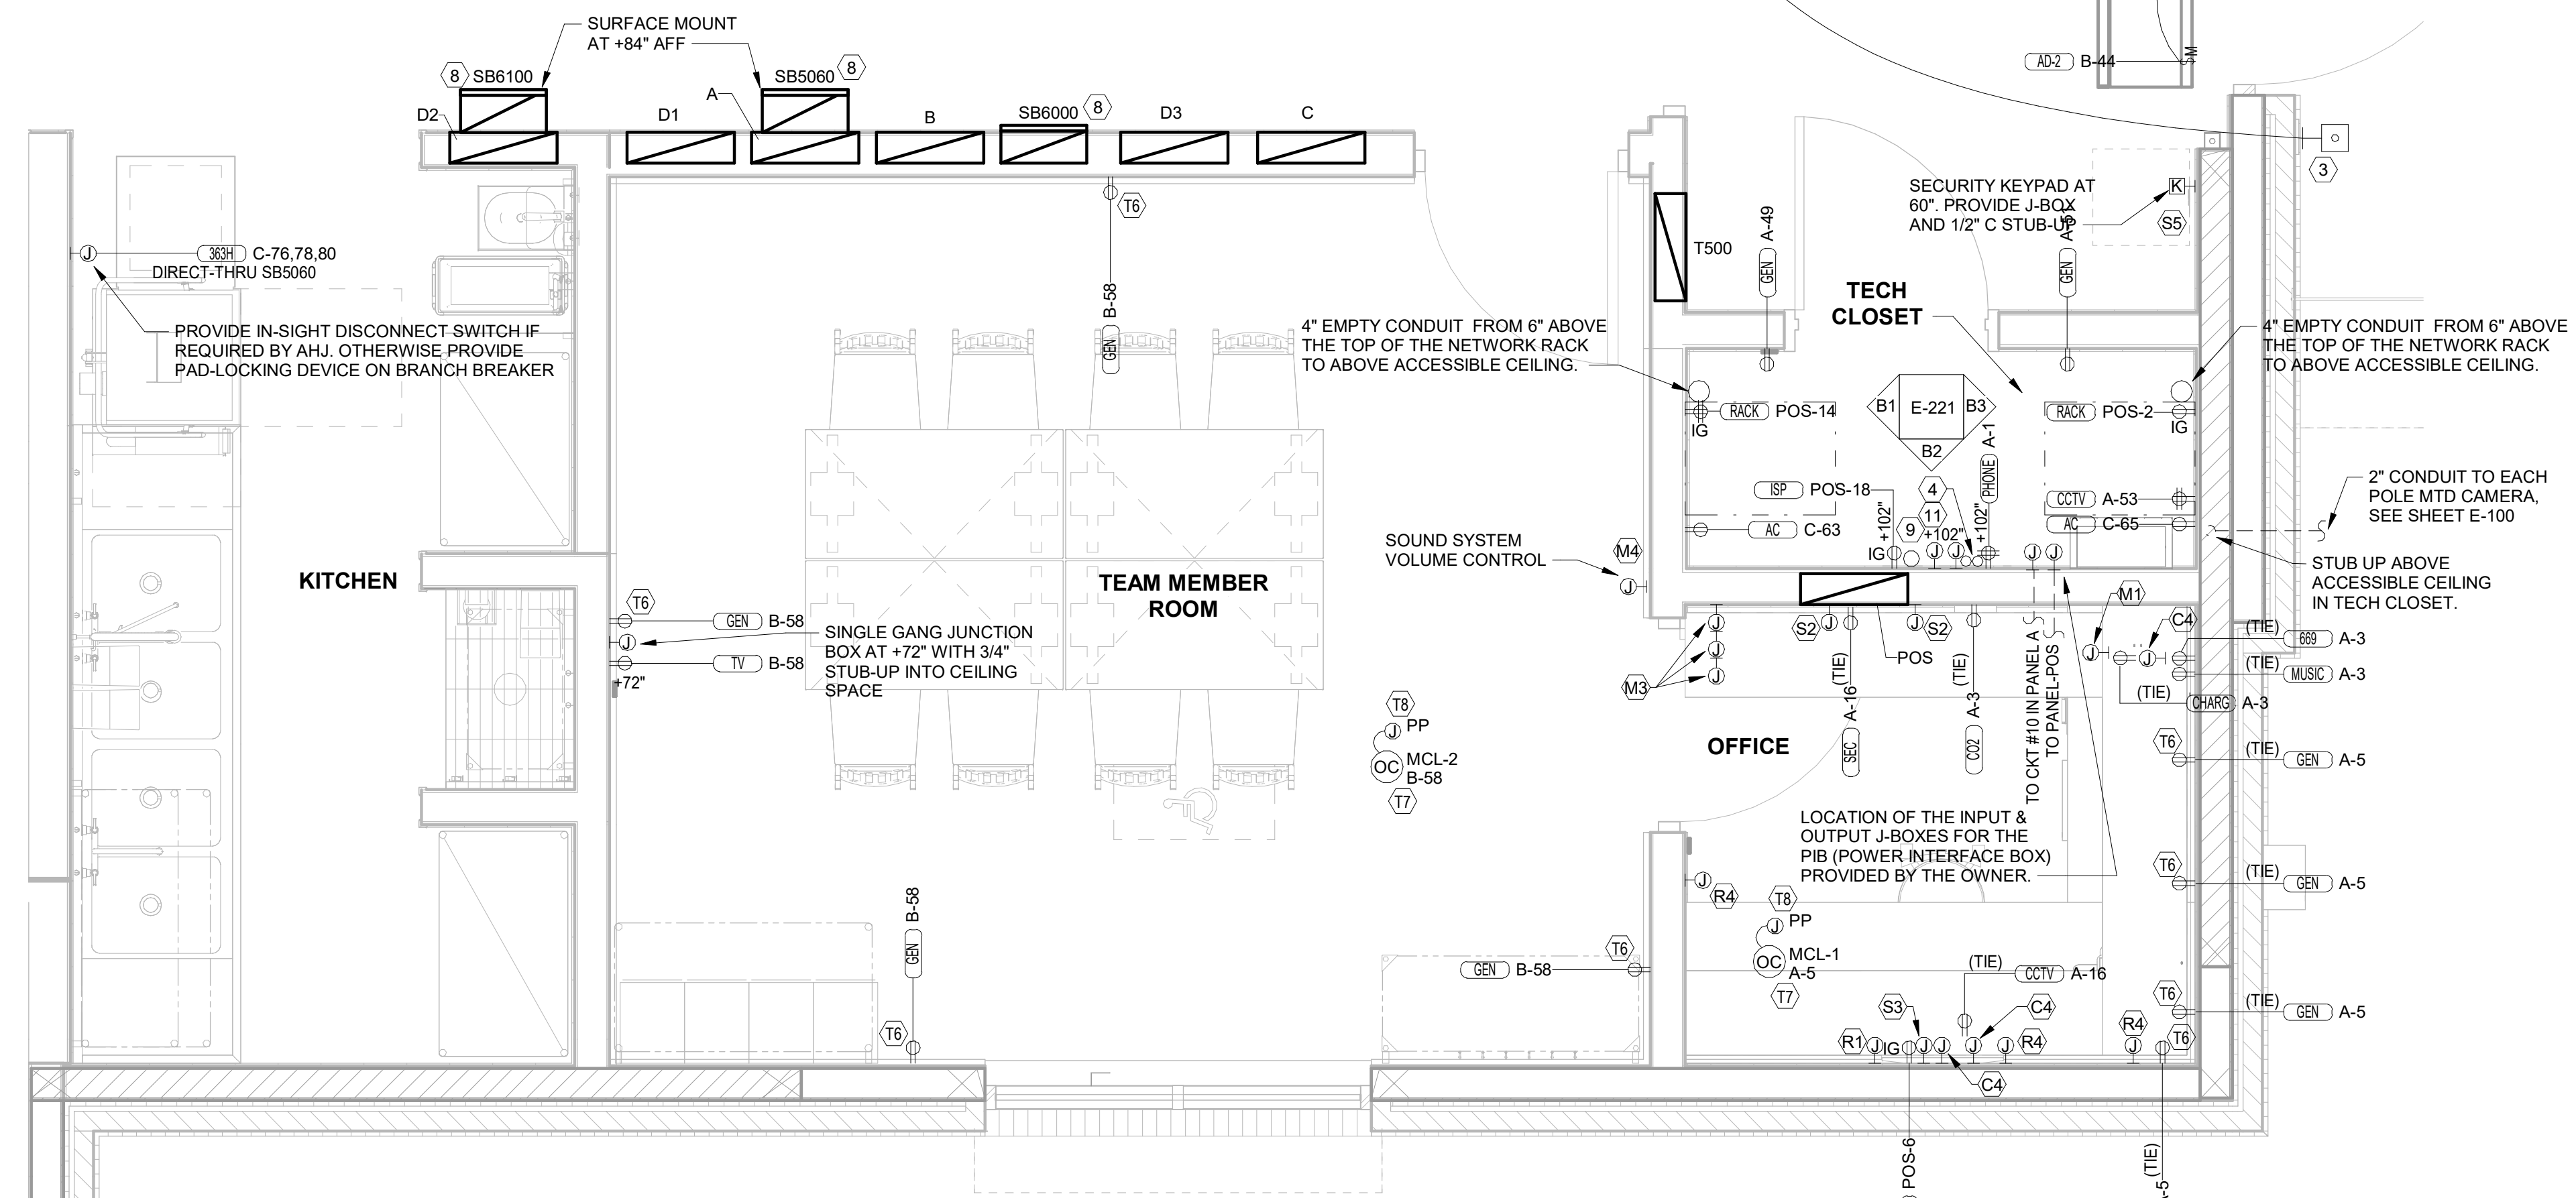 SURFACE MOUNT
AT +84" AFF
8
SB6100
SB5060
8
D2
D1
A
B
SB6000
8
D3
C
AD-2
B-44
SM
3
363H
C-76,78,80
DIRECT-THRU SB5060
J
PROVIDE IN-SIGHT DISCONNECT SWITCH IF
REQUIRED BY AHJ. OTHERWISE PROVIDE
PAD-LOCKING DEVICE ON BRANCH BREAKER
T6
GEN
B-58
T500
SECURITY KEYPAD AT
60". PROVIDE J-BOX
AND 1/2" C STUB-UP
K
S5
GEN
A-49
GEN
A-51
TECH
CLOSET
4" EMPTY CONDUIT FROM 6" ABOVE
THE TOP OF THE NETWORK RACK
TO ABOVE ACCESSIBLE CEILING.
4" EMPTY CONDUIT FROM 6" ABOVE
THE TOP OF THE NETWORK RACK
TO ABOVE ACCESSIBLE CEILING.
RACK
POS-14
IG
B1
E-221
B3
B2
A-1
PHONE
RACK
POS-2
IG
ISP
POS-18
4
11
9
CCTV
A-53
AC
C-63
AC
C-65
+102"
+102"
+102"
IG
J
J
J
J
2" CONDUIT TO EACH
POLE MTD CAMERA,
SEE SHEET E-100
STUB UP ABOVE
ACCESSIBLE CEILING
IN TECH CLOSET.
SOUND SYSTEM
VOLUME CONTROL
M4
J
KITCHEN
TEAM MEMBER
ROOM
T6
GEN
B-58
J
TV
B-58
+72"
SINGLE GANG JUNCTION
BOX AT +72" WITH 3/4"
STUB-UP INTO CEILING
SPACE
M3
J
J
J
S2
J
J
S2
POS
(TIE)
A-16
SEC
(TIE)
A-3
CO2
TO CKT #10 IN PANEL A
TO PANEL-POS
M1
J
C4
J
(TIE)
669
A-3
(TIE)
MUSIC
A-3
(TIE)
CHARG
A-3
T8
J
PP
OC
MCL-2
B-58
T7
OFFICE
T6
(TIE)
GEN
A-5
LOCATION OF THE INPUT &
OUTPUT J-BOXES FOR THE
PIB (POWER INTERFACE BOX)
PROVIDED BY THE OWNER.
T6
(TIE)
GEN
A-5
J
R4
T8
J
PP
OC
MCL-1
A-5
T7
B-58
GEN
T6
GEN
B-58
T6
(TIE)
CCTV
A-16
T6
(TIE)
GEN
A-5
S3
C4
R4
R1
J
IG
J
J
J
J
R4
J
T6
C4
POS-6
(TIE)
A-5